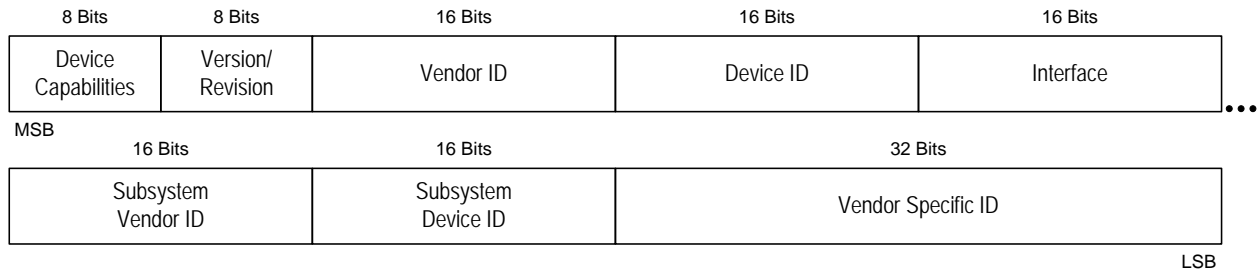 8 Bits 8 Bits 16 Bits 16 Bits 16 Bits
Device
Capabilities
Version/
Revision
Vendor ID
Device ID
Interface
...
MSB
16 Bits 16 Bits 32 Bits
Subsystem
Vendor ID
Subsystem
Device ID
Vendor Specific ID
LSB